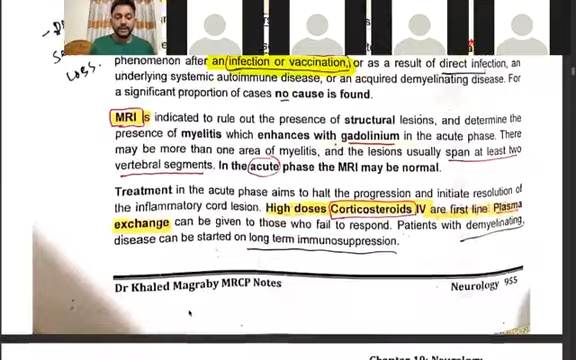 Loss.
phenomenon after an infection or vaccination, or as a result of direct infection, an
underlying systemic autoimmune disease, or an acquired demyelinating disease. For
a significant proportion of cases no cause is found.
MRI is indicated to rule out the presence of structural lesions, and determine the
presence of myelitis which enhances with gadolinium in the acute phase. There
may be more than one area of myelitis, and the lesions usually span at least two
vertebral segments. In the acute phase the MRI may be normal.
Treatment in the acute phase aims to halt the progression and initiate resolution of
the inflammatory cord lesion. High doses Corticosteroids IV are first line Plasma
exchange can be given to those who fail to respond. Patients with demyelinating
disease can be started on long term immunosuppression.
Dr Khaled Magraby MRCP Notes
Neurology 955
Chapter 10: Neurology